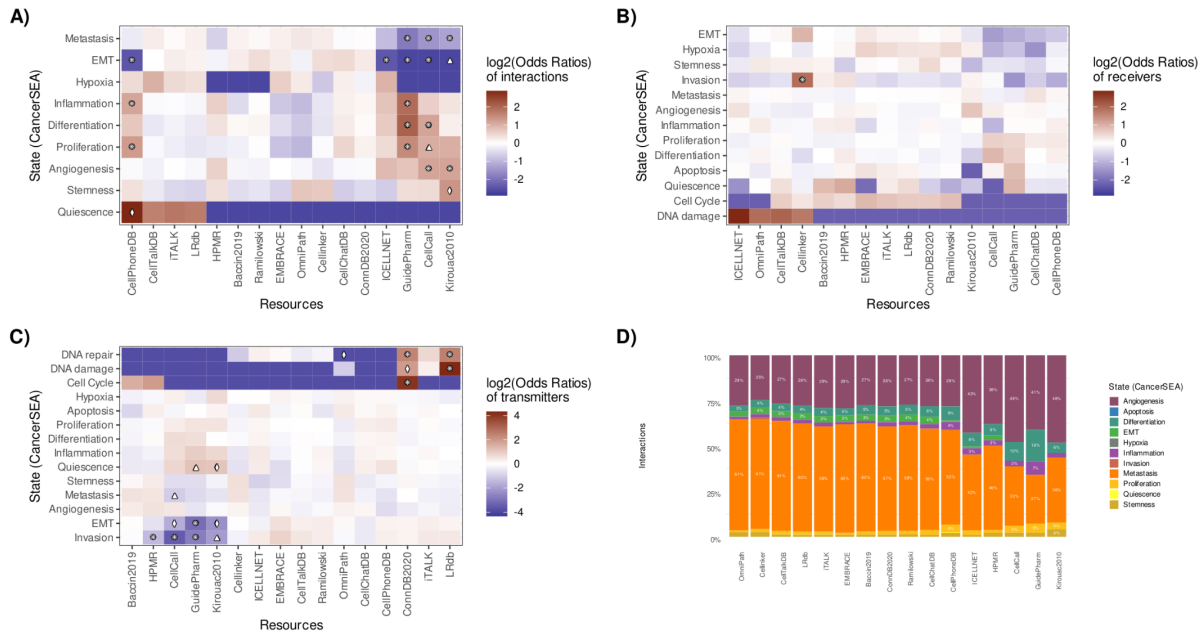 A)
State (CancerSEA)
Metastasis
EMT
Hypoxia
Inflammation
Differentiation
Proliferation
Angiogenesis
Stemness
Quiescence
CellPhoneDB
CellTalkDB
iTALK
LRdb
HPMR
Baccin2019
Ramilowski
EMBRACE
OmniPath
Cellinker
CellChatDB
ConnDB2020
ICELLNET
GuidePharm
CellCall
Kirouac2010
Resources
log2(Odds Ratios)
of interactions
2
1
0
-1
-2
B)
State (CancerSEA)
EMT
Hypoxia
Stemness
Invasion
Metastasis
Angiogenesis
Inflammation
Proliferation
Differentiation
Apoptosis
Quiescence
Cell Cycle
DNA damage
ICELLNET
OmniPath
CellTalkDB
Cellinker
Baccin2019
HPMR
EMBRACE
iTALK
LRdb
ConnDB2020
Ramilowski
Kirouac2010
CellCall
GuidePharm
CellChatDB
CellPhoneDB
Resources
log2(Odds Ratios)
of receivers
2
1
0
-1
-2
C)
State (CancerSEA)
DNA repair
DNA damage
Cell Cycle
Hypoxia
Apoptosis
Proliferation
Differentiation
Inflammation
Quiescence
Stemness
Metastasis
Angiogenesis
EMT
Invasion
Baccin2019
HPMR
CellCall
GuidePharm
Kirouac2010
Cellinker
ICELLNET
EMBRACE
CellTalkDB
Ramilowski
OmniPath
CellChatDB
CellPhoneDB
ConnDB2020
iTALK
LRdb
Resources
log2(Odds Ratios)
of transmitters
4
2
0
-2
-4
D)
Interactions
100%
75%
50%
25%
0%
OmniPath
Cellinker
CellTalkDB
LRdb
iTALK
EMBRACE
Baccin2019
ConnDB2020
Ramilowski
CellChatDB
CellPhoneDB
ICELLNET
HPMR
CellCall
GuidePharm
Kirouac2010
State (CancerSEA)
Angiogenesis
Apoptosis
Differentiation
EMT
Hypoxia
Inflammation
Invasion
Metastasis
Proliferation
Quiescence
Stemness